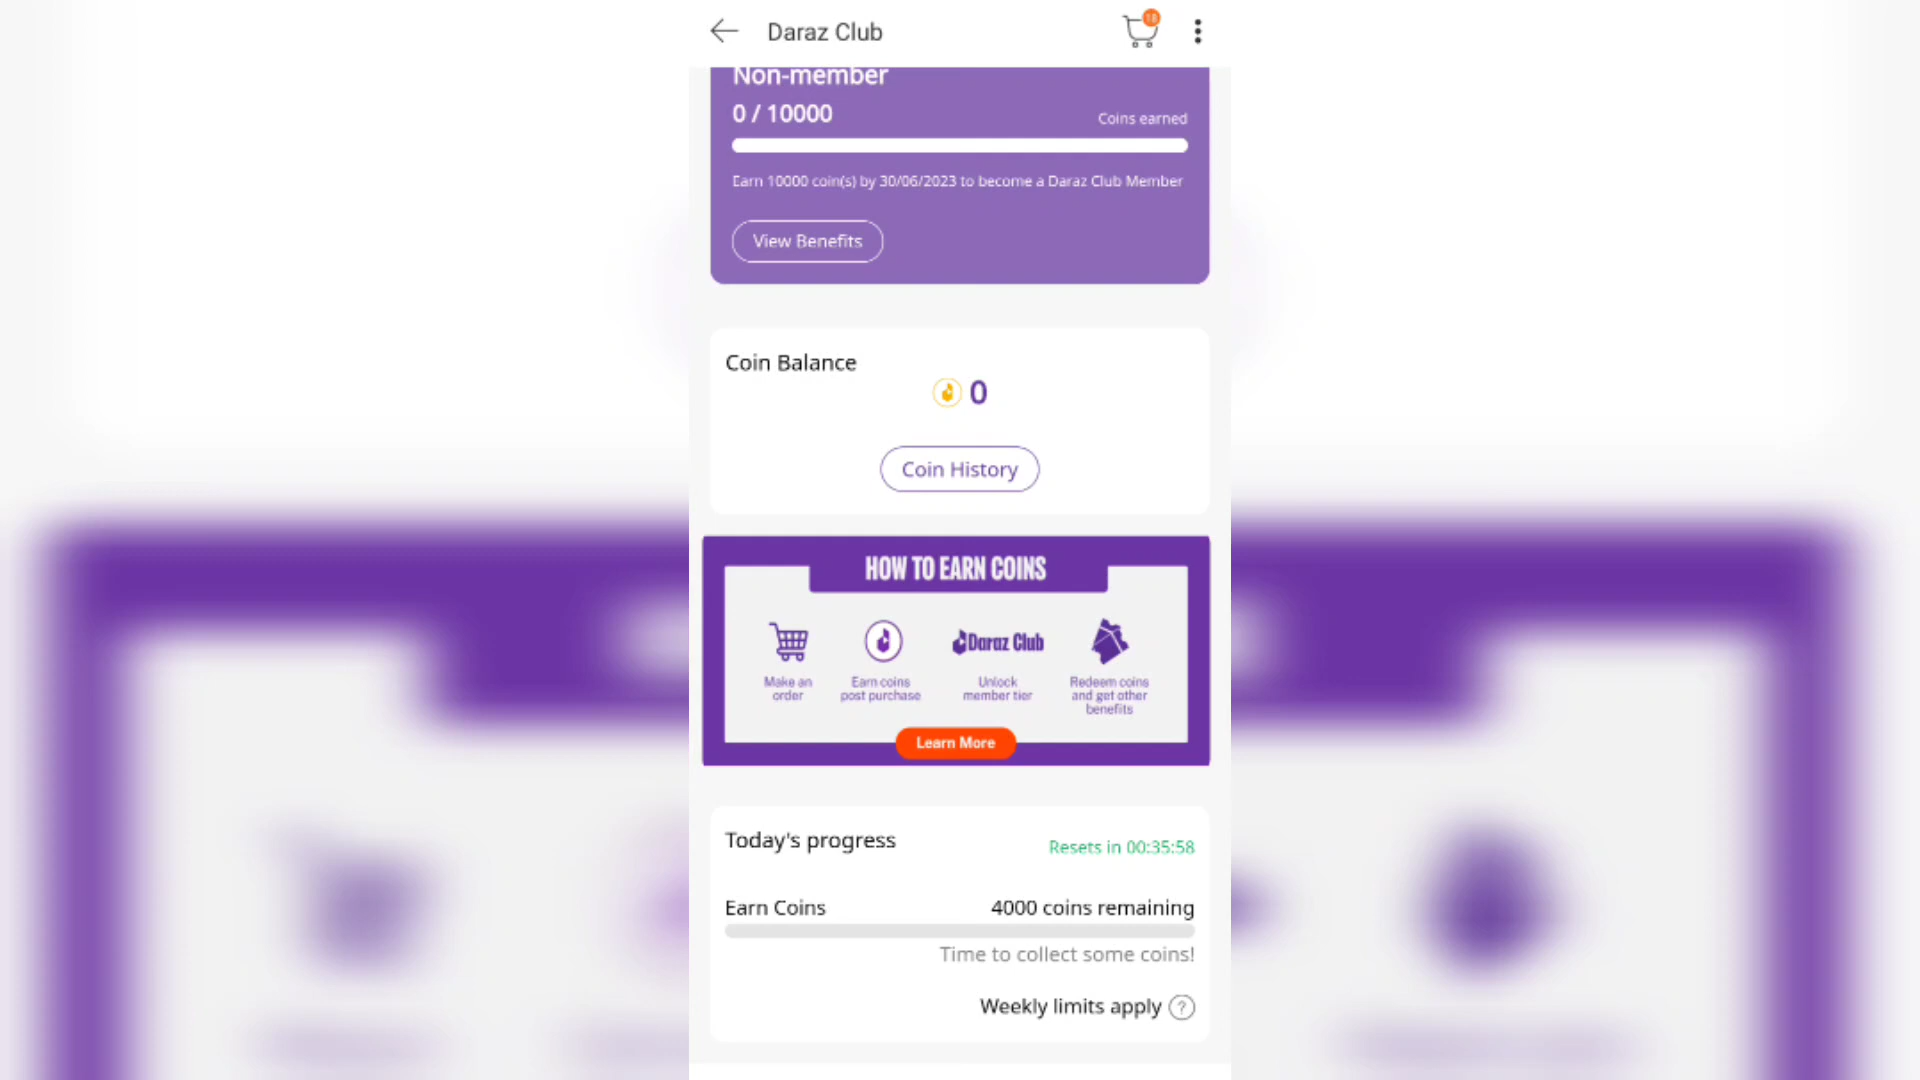 Daraz Club
18
Non-member
0 / 10000
Coins earned
Earn 10000 coin(s) by 30/06/2023 to become a Daraz Club Member
View Benefits
Coin Balance
0
Coin History
HOW TO EARN COINS
Daraz Club
Make an
order
Earn coins
post purchase
Unlock
member tier
Redeem coins
and get other
benefits
Learn More
Today's progress
Resets in 00:35:58
Earn Coins
4000 coins remaining
Time to collect some coins!
Weekly limits apply ?